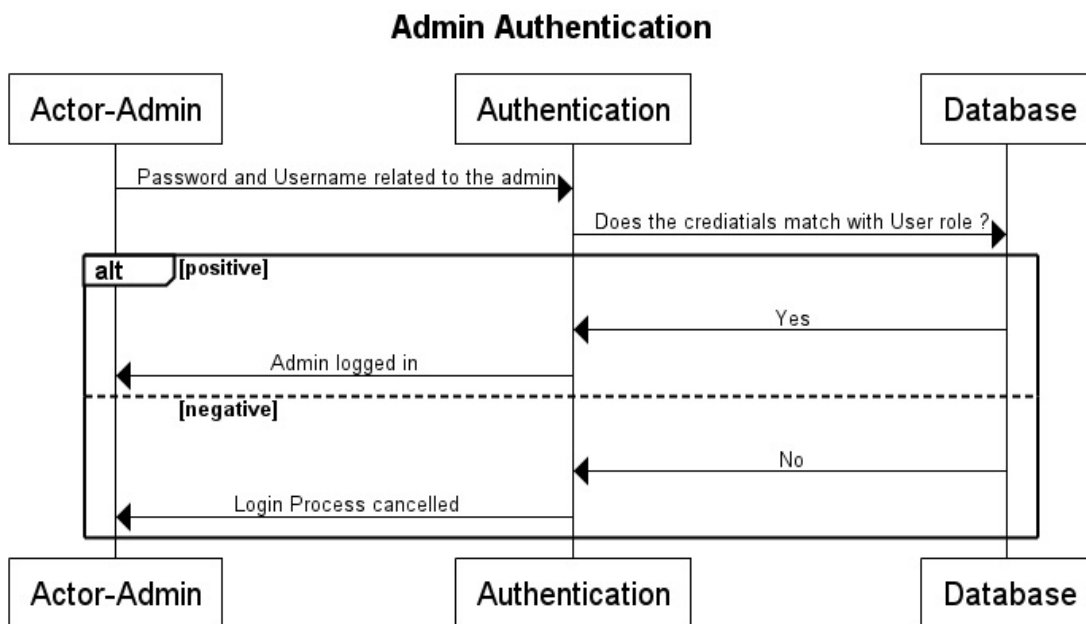 Admin Authentication
Actor-Admin
Authentication
Database
Password and Username related to the admin
Does the crediatials match with User role ?
alt
[positive]
Yes
Admin logged in
[negative]
No
Login Process cancelled
Actor-Admin
Authentication
Database